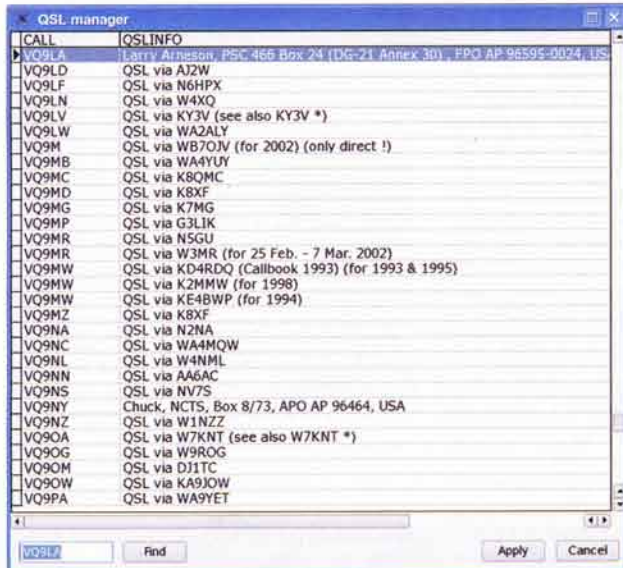 QSL manager
CALL QSLINFO
VQ9LA Larry Arneson, PSC 466 Box 24 (DG-21 Annex 30) , FPO AP 96595-0024, US
VQ9LD QSL via AJ2W
VQ9LF QSL via N6HPX
VQ9LN QSL via W4XQ
VQ9LV QSL via KY3V (see also KY3V *)
VQ9LW QSL via WA2ALY
VQ9M QSL via WB7OJV (for 2002) (only direct !)
VQ9MB QSL via WA4YUY
VQ9MC QSL via K8QMC
VQ9MD QSL via K8XF
VQ9MG QSL via K7MG
VQ9MP QSL via G3LIK
VQ9MR QSL via N5GU
VQ9MR QSL via W3MR (for 25 Feb. - 7 Mar. 2002)
VQ9MW QSL via KD4RDQ (Callbook 1993) (for 1993 & 1995)
VQ9MW QSL via K2MMW (for 1998)
VQ9MW QSL via KE4BWP (for 1994)
VQ9MZ QSL via K8XF
VQ9NA QSL via N2NA
VQ9NC QSL via WA4MQW
VQ9NL QSL via W4NML
VQ9NN QSL via AA6AC
VQ9NS QSL via NV7S
VQ9NY Chuck, NCTS, Box 8/73, APO AP 96464, USA
VQ9NZ QSL via W1NZZ
VQ9OA QSL via W7KNT (see also W7KNT *)
VQ9OG QSL via W9ROG
VQ9OM QSL via DJ1TC
VQ9OW QSL via KA9JOW
VQ9PA QSL via WA9YET
VQ9LA Find Apply Cancel